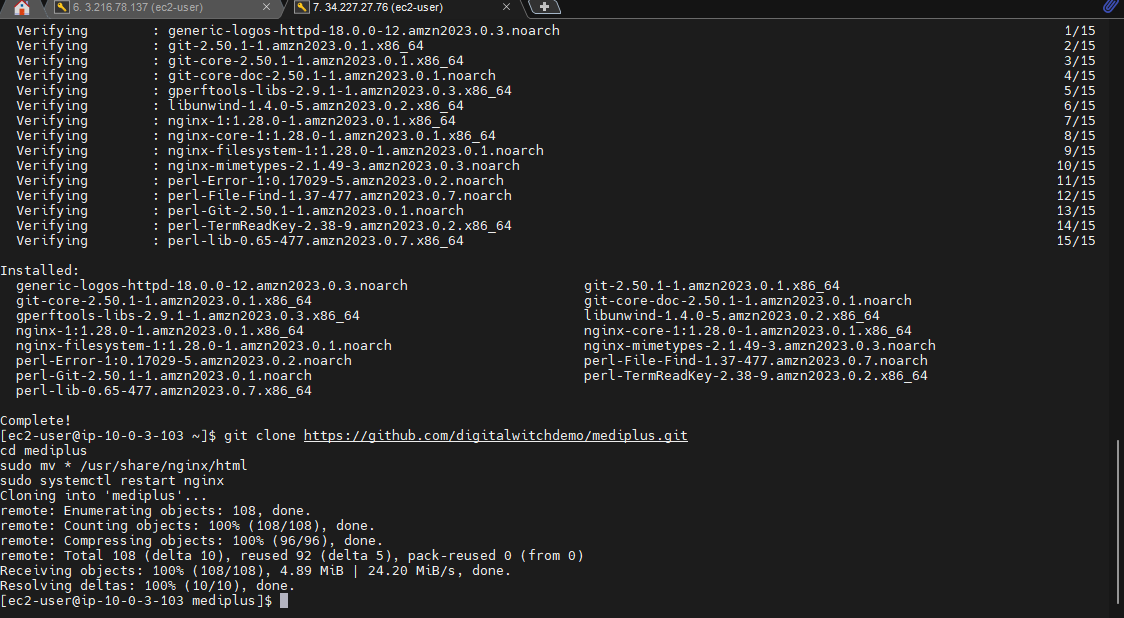 6. 3.216.78.137 (ec2-user)
7. 34.227.27.76 (ec2-user)
Verifying : generic-logos-httpd-18.0.0-12.amzn2023.0.3.noarch 1/15
Verifying : git-2.50.1-1.amzn2023.0.1.x86_64 2/15
Verifying : git-core-2.50.1-1.amzn2023.0.1.x86_64 3/15
Verifying : git-core-doc-2.50.1-1.amzn2023.0.1.noarch 4/15
Verifying : gperftools-libs-2.9.1-1.amzn2023.0.3.x86_64 5/15
Verifying : libunwind-1.4.0-5.amzn2023.0.2.x86_64 6/15
Verifying : nginx-1:1.28.0-1.amzn2023.0.1.x86_64 7/15
Verifying : nginx-core-1:1.28.0-1.amzn2023.0.1.x86_64 8/15
Verifying : nginx-filesystem-1:1.28.0-1.amzn2023.0.1.noarch 9/15
Verifying : nginx-mimetypes-2.1.49-3.amzn2023.0.3.noarch 10/15
Verifying : perl-Error-1:0.17029-5.amzn2023.0.2.noarch 11/15
Verifying : perl-File-Find-1.37-477.amzn2023.0.7.noarch 12/15
Verifying : perl-Git-2.50.1-1.amzn2023.0.1.noarch 13/15
Verifying : perl-TermReadKey-2.38-9.amzn2023.0.2.x86_64 14/15
Verifying : perl-lib-0.65-477.amzn2023.0.7.x86_64 15/15
Installed:
generic-logos-httpd-18.0.0-12.amzn2023.0.3.noarch git-2.50.1-1.amzn2023.0.1.x86_64
git-core-2.50.1-1.amzn2023.0.1.x86_64 git-core-doc-2.50.1-1.amzn2023.0.1.noarch
gperftools-libs-2.9.1-1.amzn2023.0.3.x86_64 libunwind-1.4.0-5.amzn2023.0.2.x86_64
nginx-1:1.28.0-1.amzn2023.0.1.x86_64 nginx-core-1:1.28.0-1.amzn2023.0.1.x86_64
nginx-filesystem-1:1.28.0-1.amzn2023.0.1.noarch nginx-mimetypes-2.1.49-3.amzn2023.0.3.noarch
perl-Error-1:0.17029-5.amzn2023.0.2.noarch perl-File-Find-1.37-477.amzn2023.0.7.noarch
perl-Git-2.50.1-1.amzn2023.0.1.noarch perl-TermReadKey-2.38-9.amzn2023.0.2.x86_64
perl-lib-0.65-477.amzn2023.0.7.x86_64
Complete!
[ec2-user@ip-10-0-3-103 ~]$ git clone https://github.com/digitalwitchdemo/mediplus.git
cd mediplus
sudo mv * /usr/share/nginx/html
sudo systemctl restart nginx
Cloning into 'mediplus'...
remote: Enumerating objects: 108, done.
remote: Counting objects: 100% (108/108), done.
remote: Compressing objects: 100% (96/96), done.
remote: Total 108 (delta 10), reused 92 (delta 5), pack-reused 0 (from 0)
Receiving objects: 100% (108/108), 4.89 MiB | 24.20 MiB/s, done.
Resolving deltas: 100% (10/10), done.
[ec2-user@ip-10-0-3-103 mediplus]$